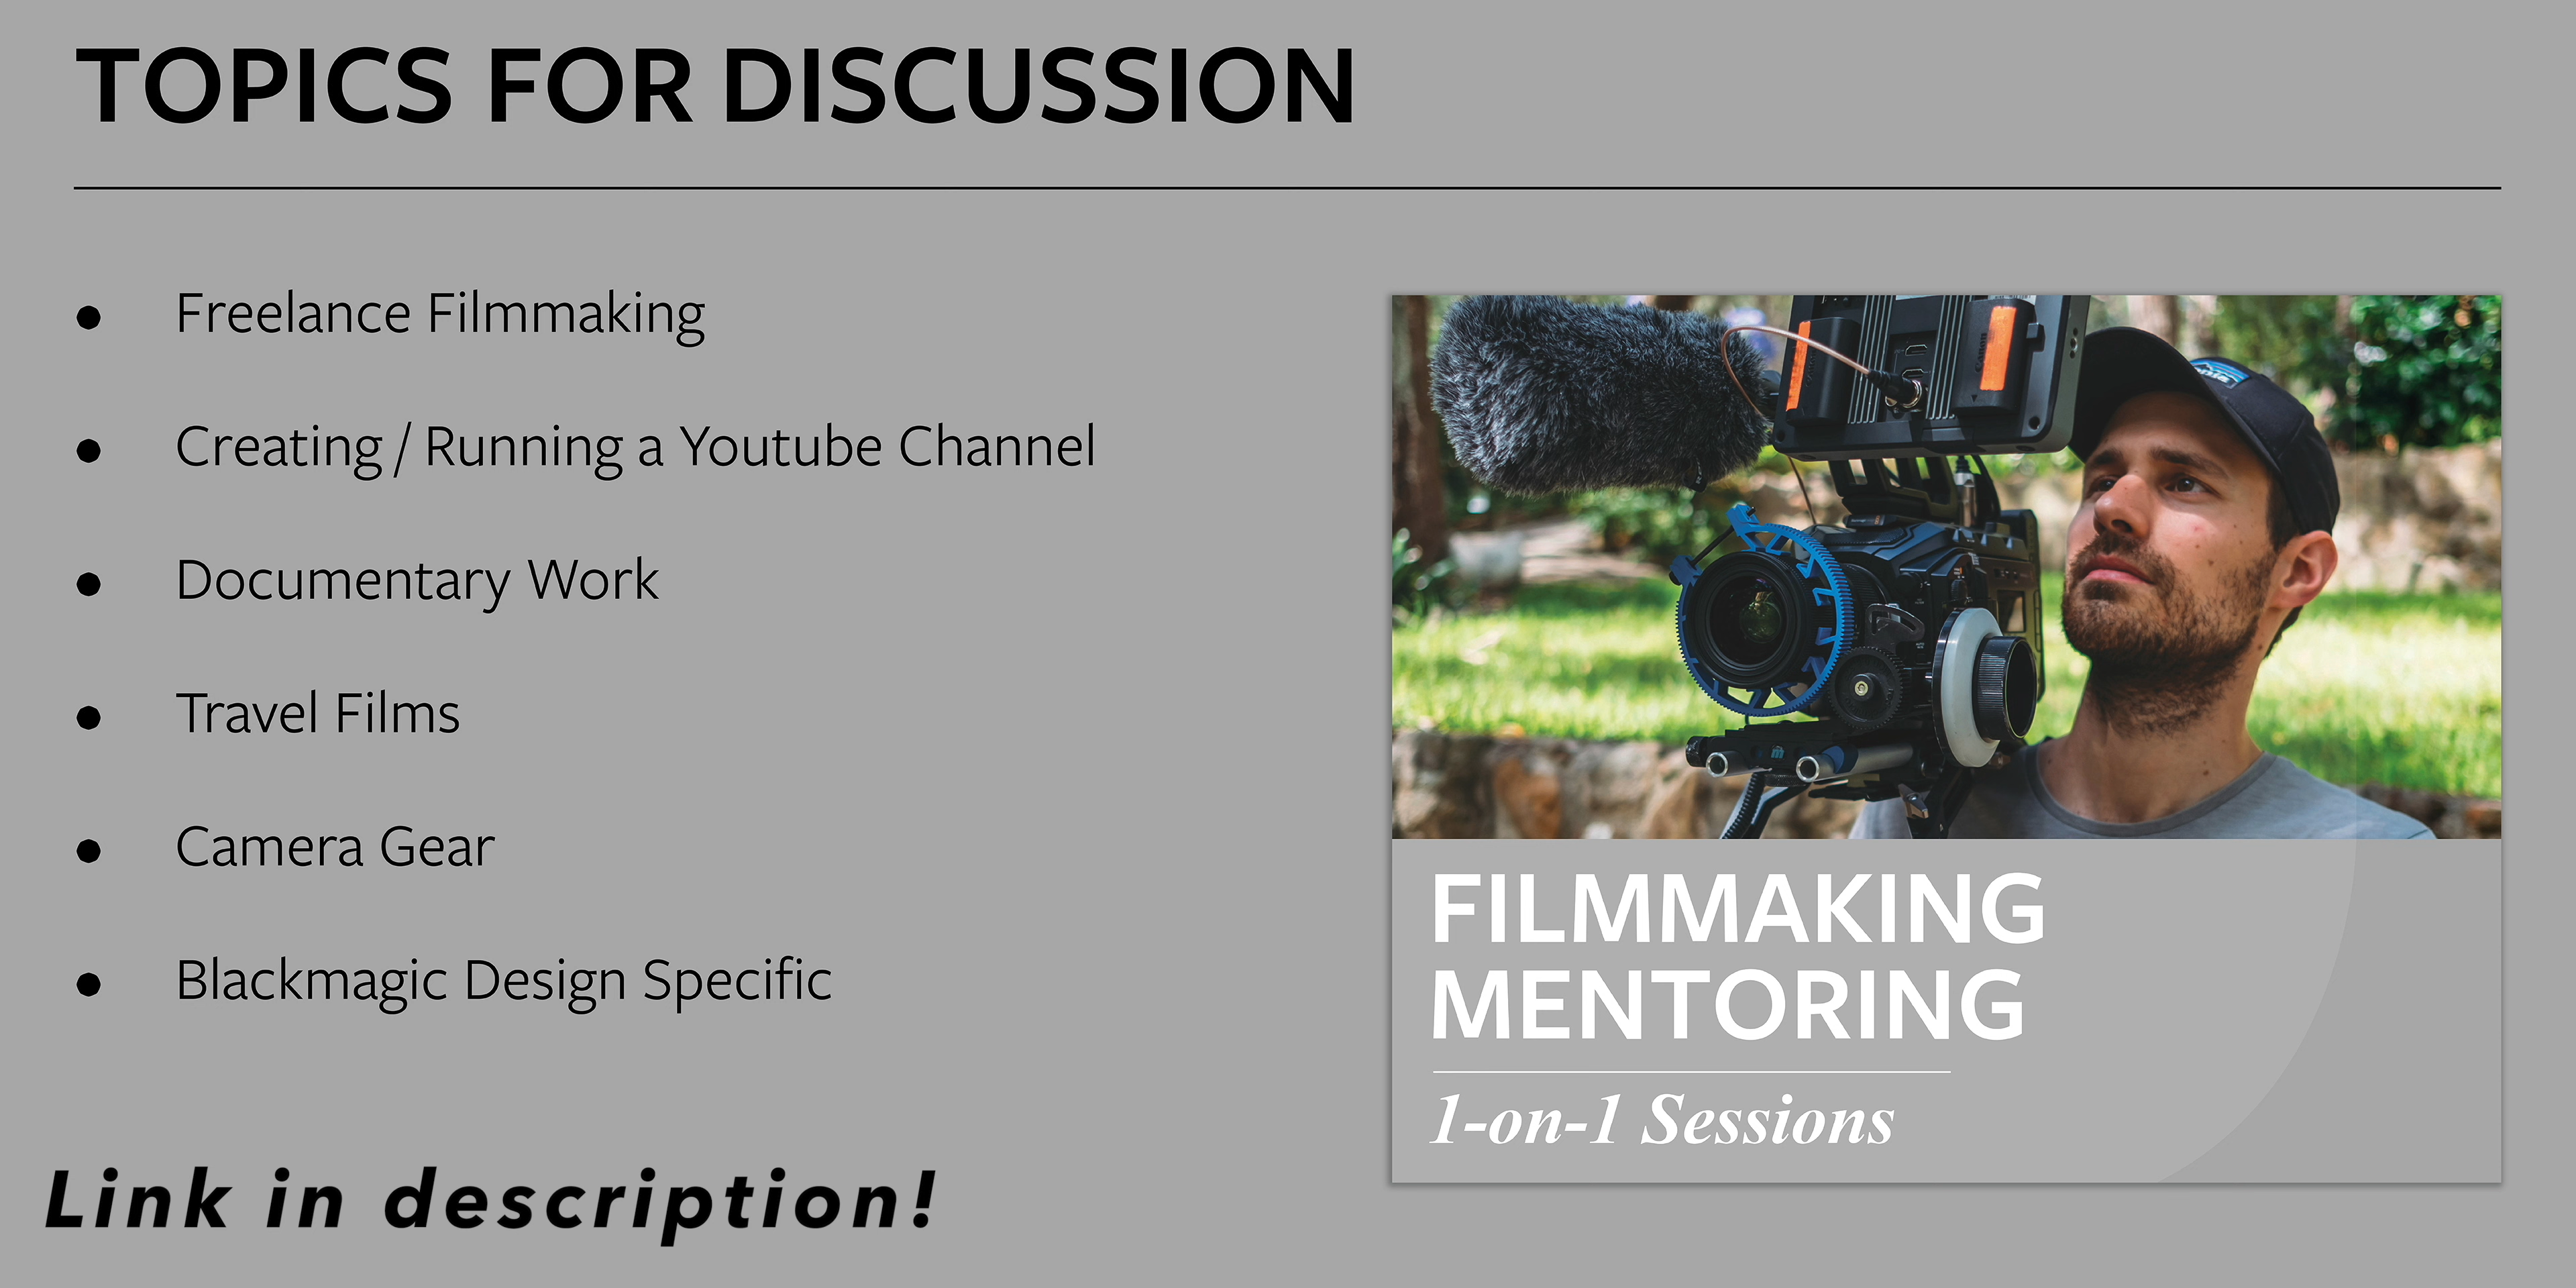 TOPICS FOR DISCUSSION
● Freelance Filmmaking
● Creating / Running a Youtube Channel
● Documentary Work
● Travel Films
● Camera Gear
● Blackmagic Design Specific
Link in description!
FILMMAKING
MENTORING
1-on-1 Sessions